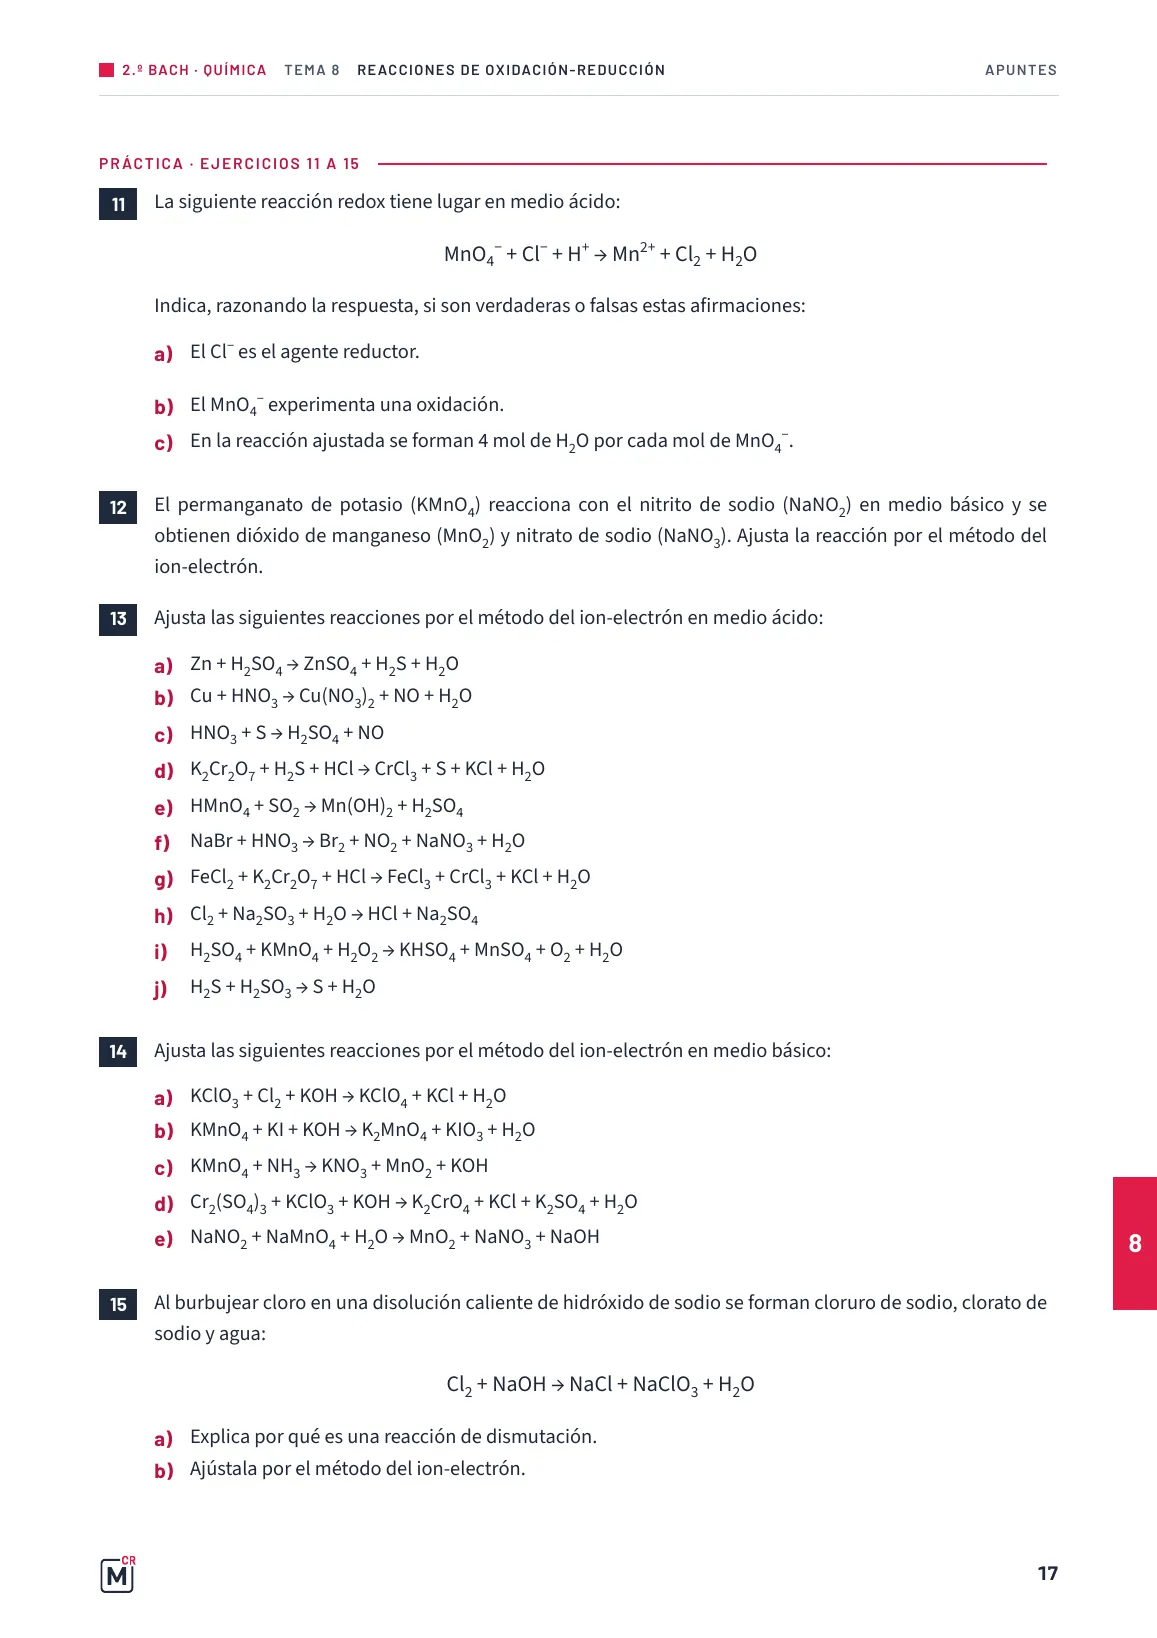 2.º BACH · QUÍMICA TEMA 8 REACCIONES DE OXIDACIÓN-REDUCCIÓN APUNTES
PRÁCTICA · EJERCICIOS 11 A 15
11 La siguiente reacción redox tiene lugar en medio ácido:
MnO₄⁻ + Cl⁻ + H⁺ → Mn²⁺ + Cl₂ + H₂O
Indica, razonando la respuesta, si son verdaderas o falsas estas afirmaciones:
a) El Cl⁻ es el agente reductor.
b) El MnO₄⁻ experimenta una oxidación.
c) En la reacción ajustada se forman 4 mol de H₂O por cada mol de MnO₄⁻.
12 El permanganato de potasio (KMnO₄) reacciona con el nitrito de sodio (NaNO₂) en medio básico y se
obtienen dióxido de manganeso (MnO₂) y nitrato de sodio (NaNO₃). Ajusta la reacción por el método del
ion-electrón.
13 Ajusta las siguientes reacciones por el método del ion-electrón en medio ácido:
a) Zn + H₂SO₄ → ZnSO₄ + H₂S + H₂O
b) Cu + HNO₃ → Cu(NO₃)₂ + NO + H₂O
c) HNO₃ + S → H₂SO₄ + NO
d) K₂Cr₂O₇ + H₂S + HCl → CrCl₃ + S + KCl + H₂O
e) HMnO₄ + SO₂ → Mn(OH)₂ + H₂SO₄
f) NaBr + HNO₃ → Br₂ + NO₂ + NaNO₃ + H₂O
g) FeCl₂ + K₂Cr₂O₇ + HCl → FeCl₃ + CrCl₃ + KCl + H₂O
h) Cl₂ + Na₂SO₃ + H₂O → HCl + Na₂SO₄
i) H₂SO₄ + KMnO₄ + H₂O₂ → KHSO₄ + MnSO₄ + O₂ + H₂O
j) H₂S + H₂SO₃ → S + H₂O
14 Ajusta las siguientes reacciones por el método del ion-electrón en medio básico:
a) KClO₃ + Cl₂ + KOH → KClO₄ + KCl + H₂O
b) KMnO₄ + KI + KOH → K₂MnO₄ + KIO₃ + H₂O
c) KMnO₄ + NH₃ → KNO₃ + MnO₂ + KOH
d) Cr₂(SO₄)₃ + KClO₃ + KOH → K₂CrO₄ + KCl + K₂SO₄ + H₂O
e) NaNO₂ + NaMnO₄ + H₂O → MnO₂ + NaNO₃ + NaOH
8
15 Al burbujear cloro en una disolución caliente de hidróxido de sodio se forman cloruro de sodio, clorato de
sodio y agua:
Cl₂ + NaOH → NaCl + NaClO₃ + H₂O
a) Explica por qué es una reacción de dismutación.
b) Ajústala por el método del ion-electrón.
M CR
17